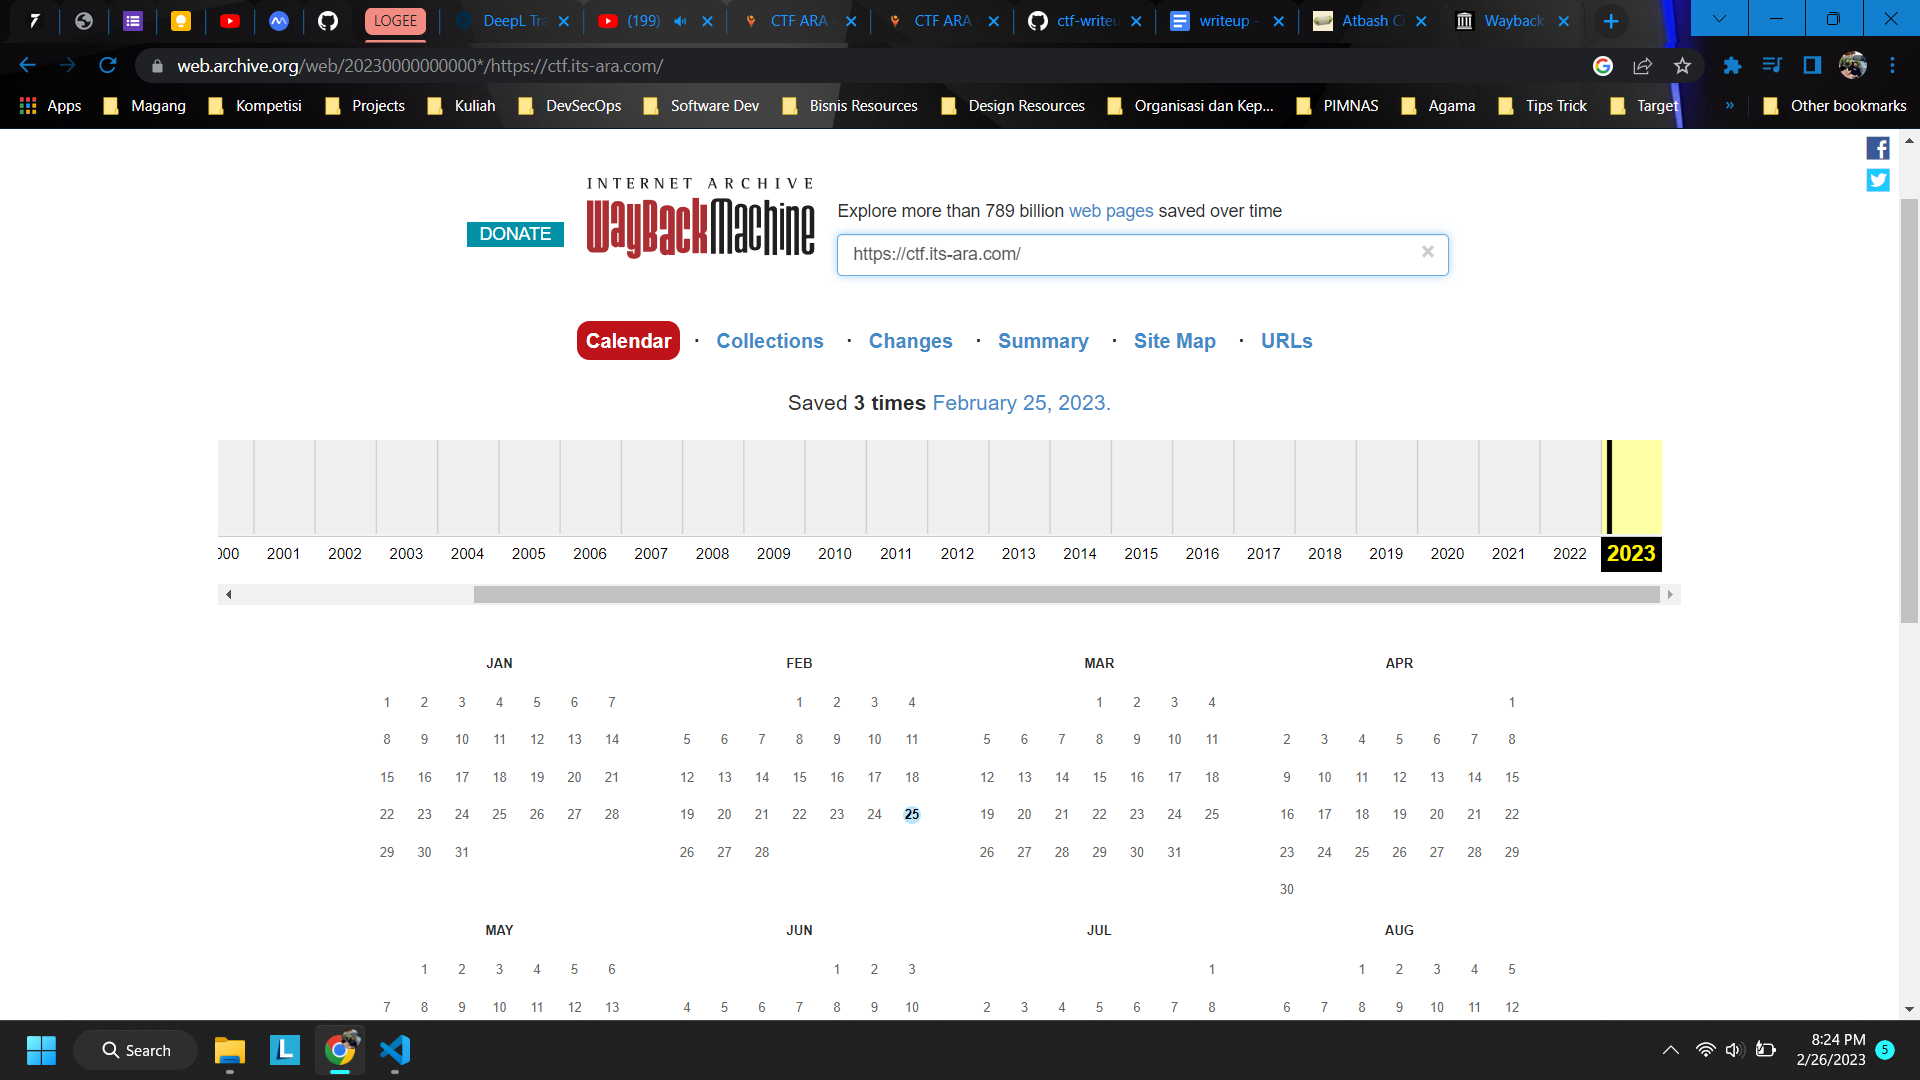 LOGEE
DeepL Tra
(199)
CTF ARA
CTF ARA
ctf-writeu
writeup -
Atbash Ci
Wayback
web.archive.org/web/20230000000000*/https://ctf.its-ara.com/
Apps
Magang
Kompetisi
Projects
Kuliah
DevSecOps
Software Dev
Bisnis Resources
Design Resources
Organisasi dan Kep...
PIMNAS
Agama
Tips Trick
Target
»
Other bookmarks
INTERNET ARCHIVE
WayBackMachine
DONATE
Explore more than 789 billion web pages saved over time
https://ctf.its-ara.com/
Calendar · Collections · Changes · Summary · Site Map · URLs
Saved 3 times February 25, 2023.
000 2001 2002 2003 2004 2005 2006 2007 2008 2009 2010 2011 2012 2013 2014 2015 2016 2017 2018 2019 2020 2021 2022 2023
JAN
1 2 3 4 5 6 7
8 9 10 11 12 13 14
15 16 17 18 19 20 21
22 23 24 25 26 27 28
29 30 31
FEB
1 2 3 4
5 6 7 8 9 10 11
12 13 14 15 16 17 18
19 20 21 22 23 24 25
26 27 28
MAR
1 2 3 4
5 6 7 8 9 10 11
12 13 14 15 16 17 18
19 20 21 22 23 24 25
26 27 28 29 30 31
APR
1
2 3 4 5 6 7 8
9 10 11 12 13 14 15
16 17 18 19 20 21 22
23 24 25 26 27 28 29
30
MAY
1 2 3 4 5 6
7 8 9 10 11 12 13
JUN
1 2 3
4 5 6 7 8 9 10
JUL
1
2 3 4 5 6 7 8
AUG
1 2 3 4 5
6 7 8 9 10 11 12
Search
L
8:24 PM
2/26/2023
5